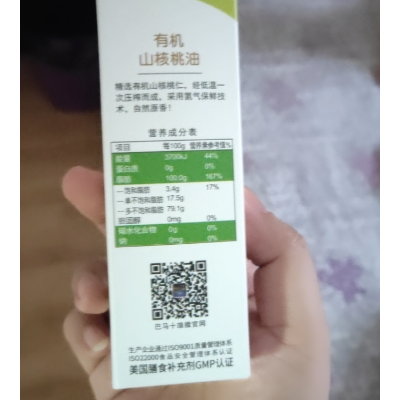 有机
山核桃油
精选有机山核桃仁，轻低温一
次压榨而成。采用氮气保鲜技
术，自然原香！
营养成分表
项目 每100g 营养素参考值%
能量 3700kJ 44%
蛋白质 0g 0%
脂肪 100.0g 167%
—饱和脂肪 3.4g 17%
—单不饱和脂肪 17.5g
—多不饱和脂肪 79.1g
胆固醇 0mg 0%
碳水化合物 0g 0%
钠 0mg 0%
生产企业通过ISO9001质量管理体系
ISO22000食品安全管理体系认证
美国膳食补充剂GMP认证